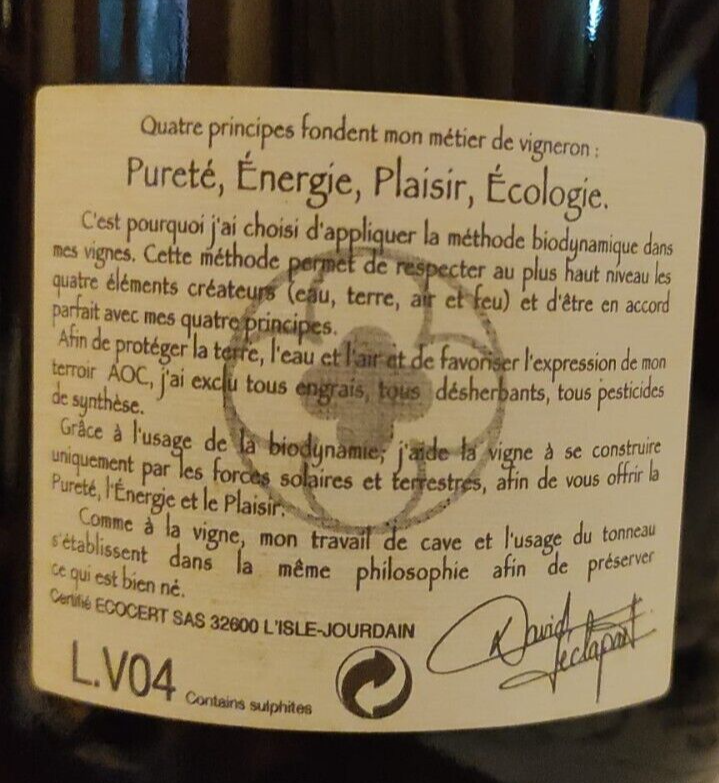 Quatre principes fondent mon métier de vigneron :
Pureté, Énergie, Plaisir, Écologie.
C'est pourquoi j'ai choisi d'appliquer la méthode biodynamique dans
mes vignes. Cette méthode permet de respecter au plus haut niveau les
quatre éléments créateurs (eau, terre, air et feu) et d'être en accord
parfait avec mes quatre principes.
Afin de protéger la terre, l'eau et l'air et de favoriser l'expression de mon
terroir AOC, j'ai exclu tous engrais, tous désherbants, tous pesticides
de synthèse.
Grâce à l'usage de la biodynamie, j'aide la vigne à se construire
uniquement par les forces solaires et terrestres, afin de vous offrir la
Pureté, l'Énergie et le Plaisir.
Comme à la vigne, mon travail de cave et l'usage du tonneau
s'établissent dans la même philosophie afin de préserver
ce qui est bien né.
Certifié ECOCERT SAS 32600 L'ISLE-JOURDAIN
David Léclapart
L.V04 Contains sulphites